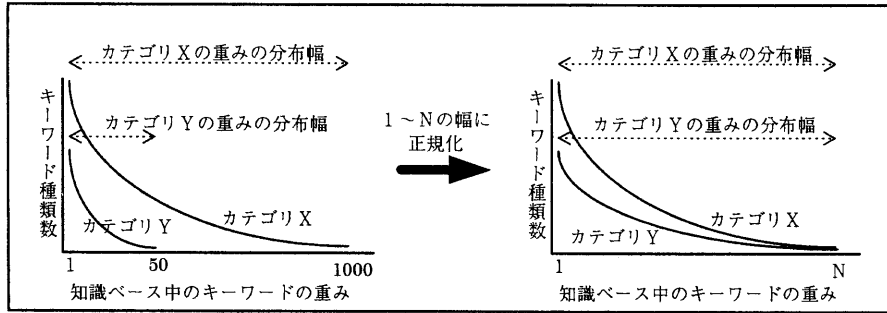 カテゴリXの重みの分布幅
カテゴリYの重みの分布幅
キーワード種類数
カテゴリY
カテゴリX
1
50
1000
知識ベース中のキーワードの重み
1～Nの幅に
正規化
カテゴリXの重みの分布幅
カテゴリYの重みの分布幅
キーワード種類数
カテゴリX
カテゴリY
1
N
知識ベース中のキーワードの重み